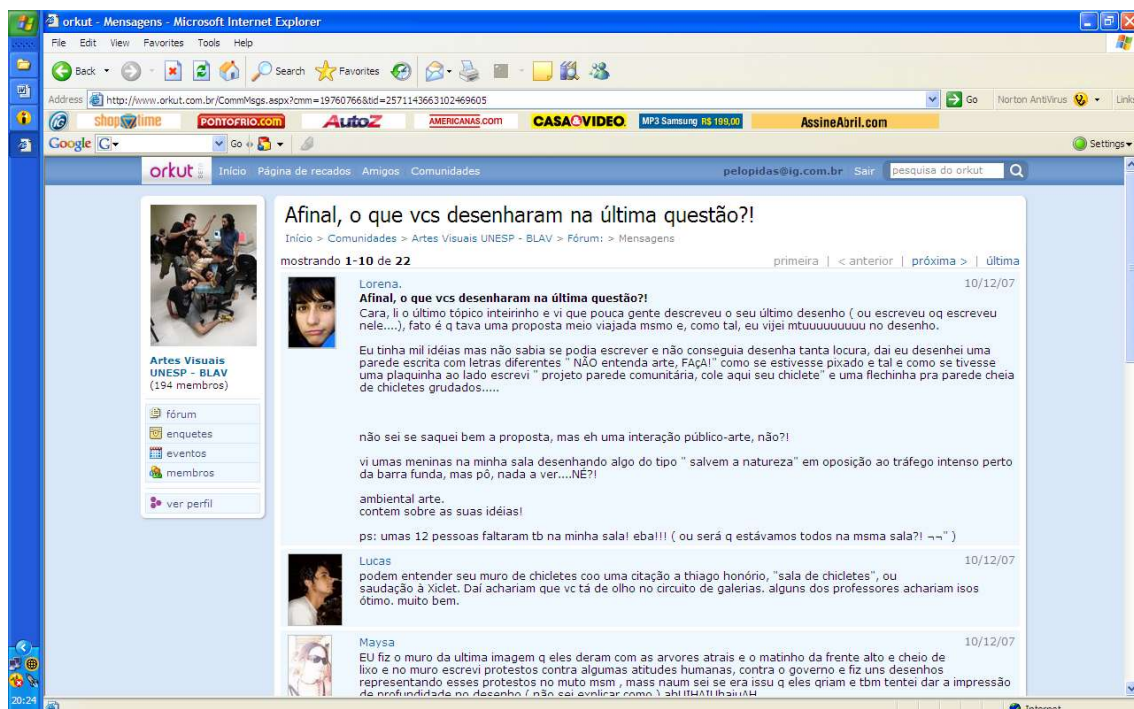 orkut - Mensagens - Microsoft Internet Explorer
File Edit View Favorites Tools Help
Back Search Favorites
Address http://www.orkut.com.br/CommMsgs.aspx?cmm=19760766&tid=2571143663102469605 Go Norton AntiVirus Links
iG shoptime PONTOFRIO.COM AutoZ AMERICANAS.com CASA&VIDEO MP3 Samsung R$ 199,00 AssineAbril.com
Google G Go Settings
orkut Início Página de recados Amigos Comunidades pelopidas@ig.com.br Sair pesquisa do orkut
Afinal, o que vcs desenharam na última questão?!
Início > Comunidades > Artes Visuais UNESP - BLAV > Fórum: > Mensagens
mostrando 1-10 de 22 primeira | < anterior | próxima > | última
Artes Visuais
UNESP - BLAV
(194 membros)
fórum
enquetes
eventos
membros
ver perfil
Lorena. 10/12/07
Afinal, o que vcs desenharam na última questão?!
Cara, li o último tópico inteirinho e vi que pouca gente descreveu o seu último desenho ( ou escreveu oq escreveu
nele....), fato é q tava uma proposta meio viajada msmo e, como tal, eu vijei mtuuuuuuuuu no desenho.
Eu tinha mil idéias mas não sabia se podia escrever e não conseguia desenha tanta locura, dai eu desenhei uma
parede escrita com letras diferentes " NÃO entenda arte, FAçA!" como se estivesse pixado e tal e como se tivesse
uma plaquinha ao lado escrevi " projeto parede comunitária, cole aqui seu chiclete" e uma flechinha pra parede cheia
de chicletes grudados.....
não sei se saquei bem a proposta, mas eh uma interação público-arte, não?!
vi umas meninas na minha sala desenhando algo do tipo " salvem a natureza" em oposição ao tráfego intenso perto
da barra funda, mas pô, nada a ver....NÉ?!
ambiental arte.
contem sobre as suas idéias!
ps: umas 12 pessoas faltaram tb na minha sala! eba!!! ( ou será q estávamos todos na msma sala?! ¬¬" )
Lucas 10/12/07
podem entender seu muro de chicletes coo uma citação a thiago honório, "sala de chicletes", ou
saudação à Xiclet. Daí achariam que vc tá de olho no circuito de galerias. alguns dos professores achariam isos
ótimo. muito bem.
Maysa 10/12/07
EU fiz o muro da ultima imagem q eles deram com as arvores atrais e o matinho da frente alto e cheio de
lixo e no muro escrevi protestos contra algumas atitudes humanas, contra o governo e fiz uns desenhos
representando esses protestos no muto msm , mass naum sei se era issu q eles qriam e tbm tentei dar a impressão
de profundidade no desenho ( não sei explicar como )
20:24 Internet